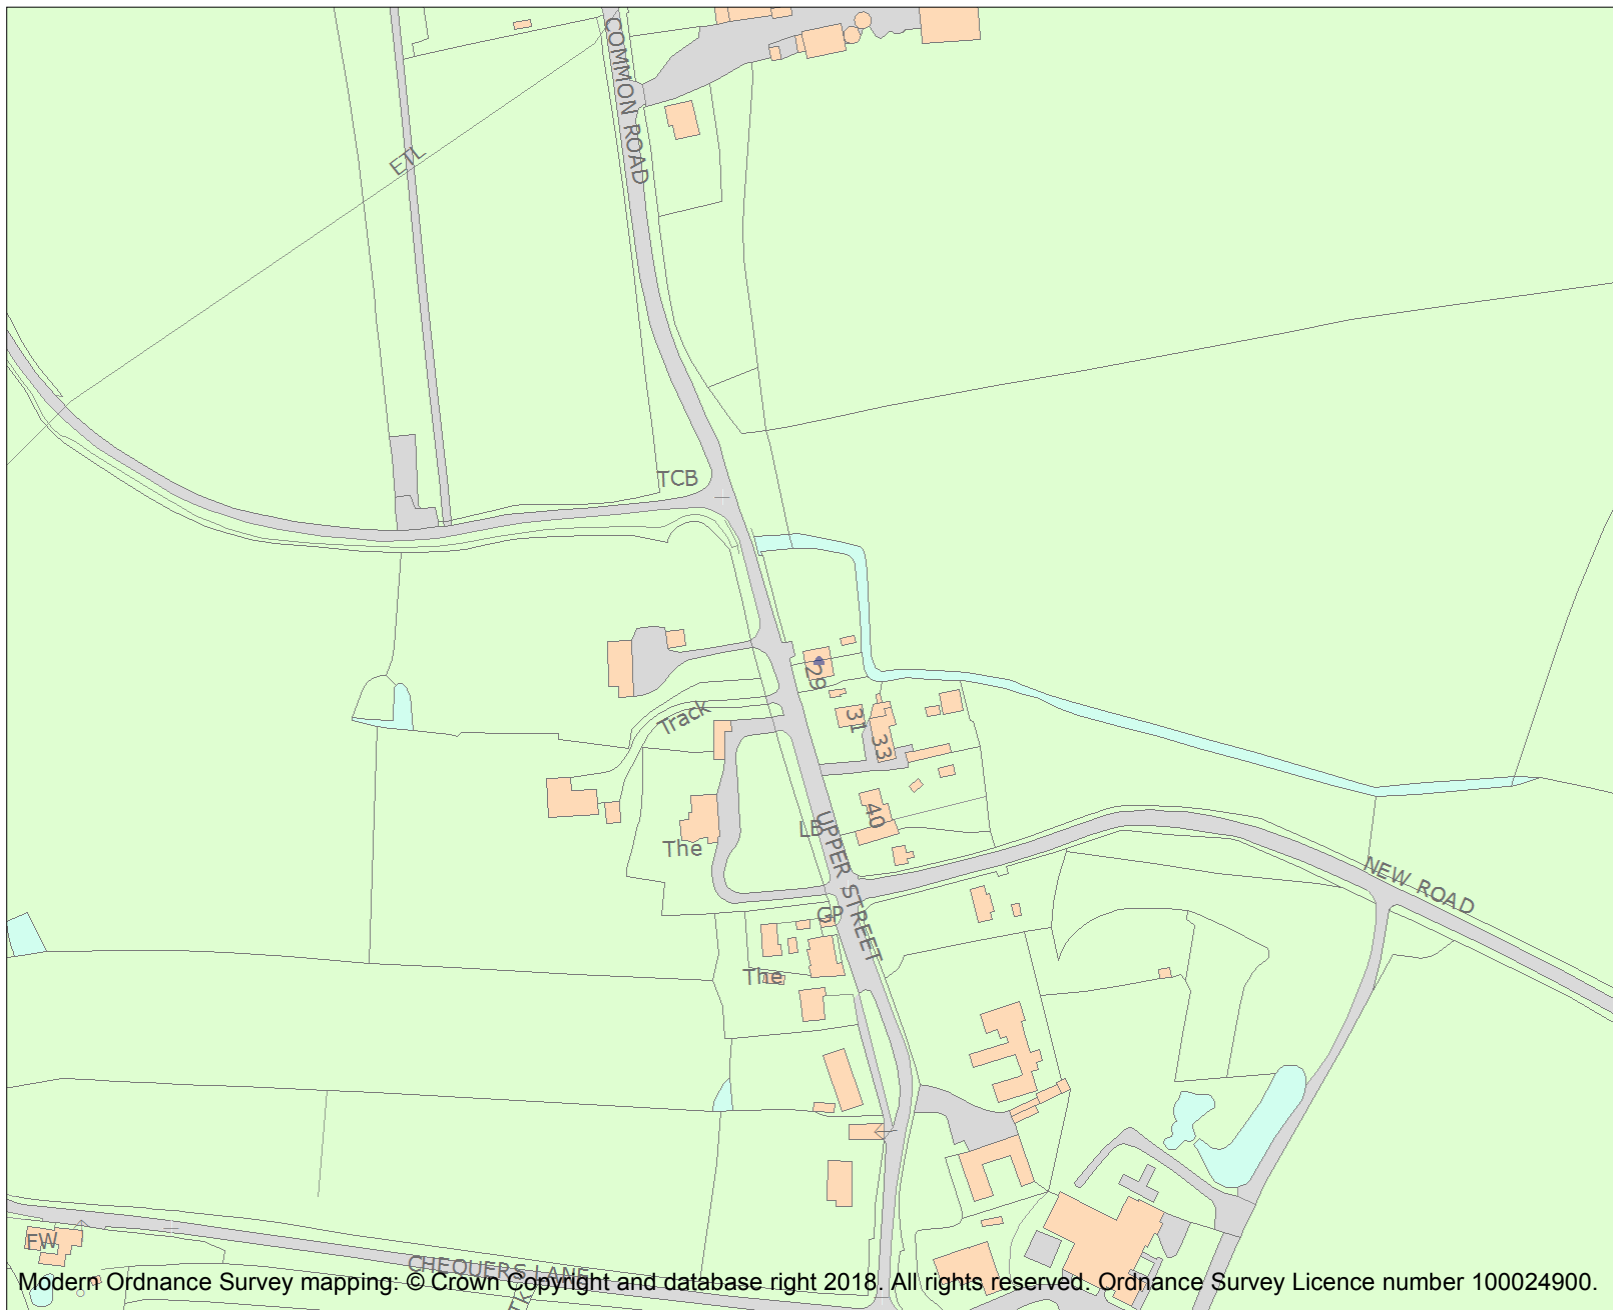 COMMON ROAD
ETL
TCB
29
31
Track
33
40
LB
UPPER STREET
The
NEW ROAD
GP
The
FW
CHEQUERS LANE
Tk
Modern Ordnance Survey mapping: © Crown Copyright and database right 2018. All rights reserved. Ordnance Survey Licence number 100024900.